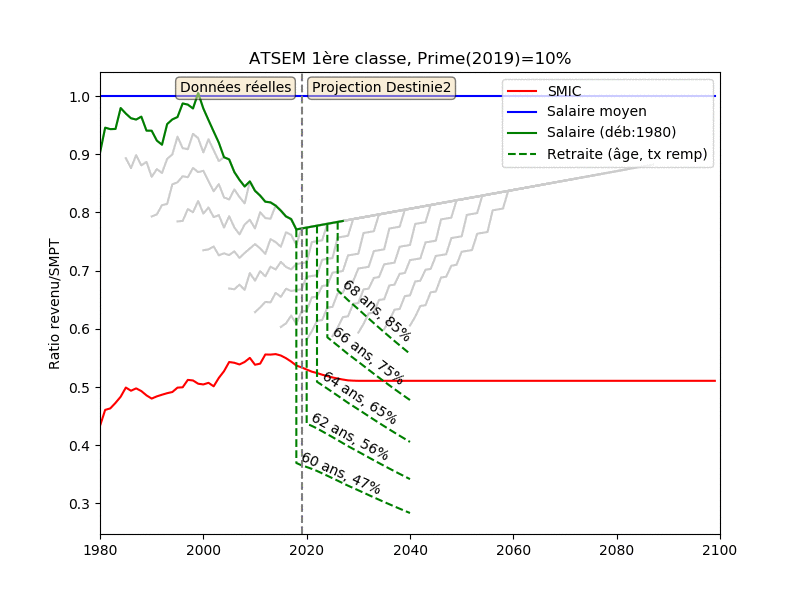 ATSEM 1ère classe, Prime(2019)=10%
Données réelles
Projection Destinie2
SMIC
Salaire moyen
Salaire (déb:1980)
Retraite (âge, tx remp)
Ratio revenu/SMPT
1.0
0.9
0.8
0.7
0.6
0.5
0.4
0.3
68 ans, 85%
66 ans, 75%
64 ans, 65%
62 ans, 56%
60 ans, 47%
1980
2000
2020
2040
2060
2080
2100